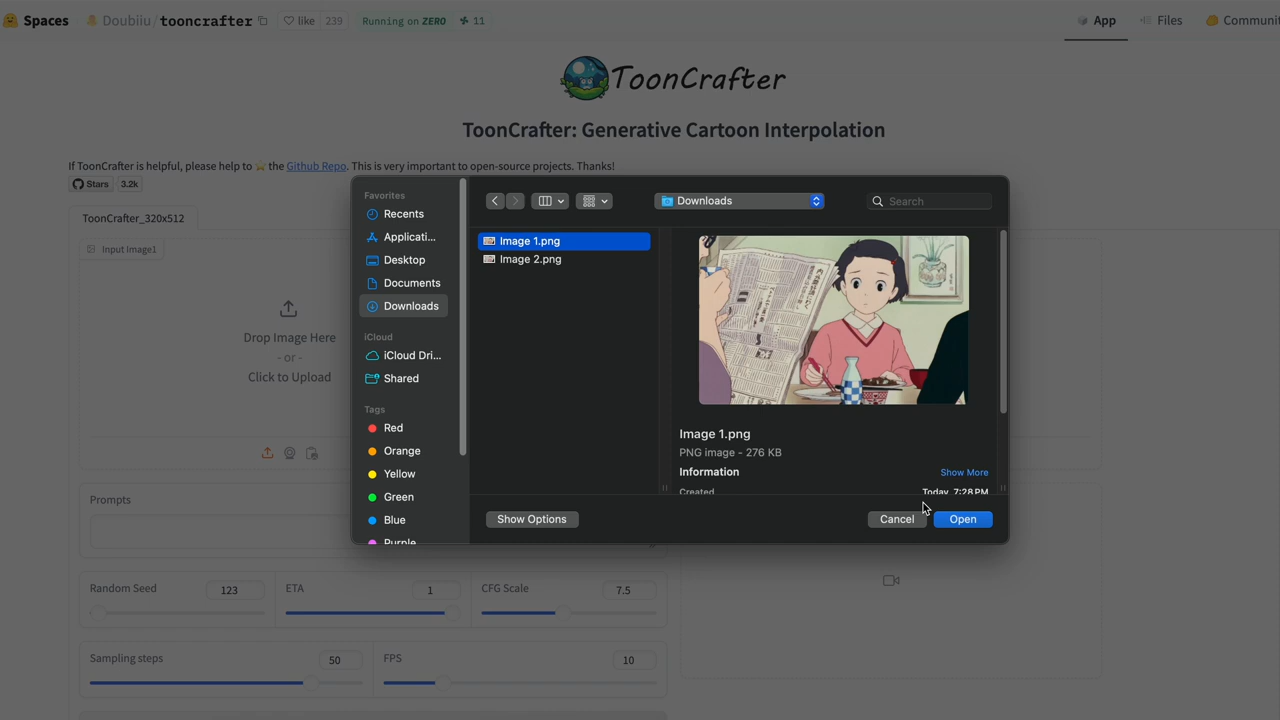 Spaces
Doubiiu/tooncrafter
like
239
Running on ZERO
11
App
Files
Communit
ToonCrafter
ToonCrafter: Generative Cartoon Interpolation
If ToonCrafter is helpful, please help to ⭐ the Github Repo. This is very important to open-source projects. Thanks!
Stars
3.2k
ToonCrafter_320x512
Input Image1
Drop Image Here
- or -
Click to Upload
Prompts
Random Seed
123
ETA
1
CFG Scale
7.5
Sampling steps
50
FPS
10
Favorites
Recents
Applicati...
Desktop
Documents
Downloads
iCloud
iCloud Dri...
Shared
Tags
Red
Orange
Yellow
Green
Blue
Purple
Downloads
Search
Image 1.png
Image 2.png
Image 1.png
PNG image - 276 KB
Information
Show More
Created
Today, 7:28 PM
Show Options
Cancel
Open